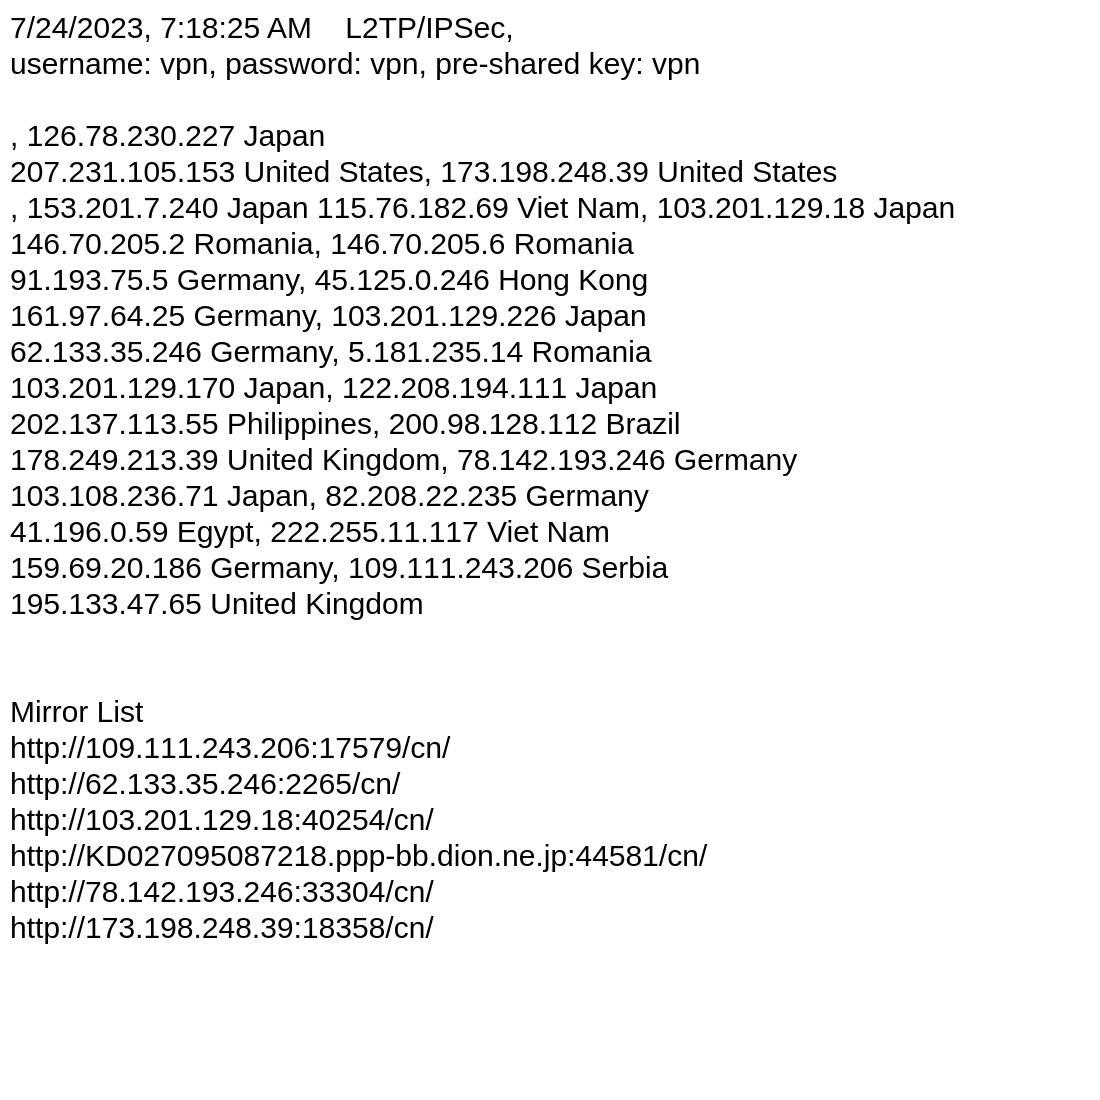 7/24/2023, 7:18:25 AM    L2TP/IPSec,
username: vpn, password: vpn, pre-shared key: vpn
, 126.78.230.227 Japan
207.231.105.153 United States, 173.198.248.39 United States
, 153.201.7.240 Japan 115.76.182.69 Viet Nam, 103.201.129.18 Japan
146.70.205.2 Romania, 146.70.205.6 Romania
91.193.75.5 Germany, 45.125.0.246 Hong Kong
161.97.64.25 Germany, 103.201.129.226 Japan
62.133.35.246 Germany, 5.181.235.14 Romania
103.201.129.170 Japan, 122.208.194.111 Japan
202.137.113.55 Philippines, 200.98.128.112 Brazil
178.249.213.39 United Kingdom, 78.142.193.246 Germany
103.108.236.71 Japan, 82.208.22.235 Germany
41.196.0.59 Egypt, 222.255.11.117 Viet Nam
159.69.20.186 Germany, 109.111.243.206 Serbia
195.133.47.65 United Kingdom
Mirror List
http://109.111.243.206:17579/cn/
http://62.133.35.246:2265/cn/
http://103.201.129.18:40254/cn/
http://KD027095087218.ppp-bb.dion.ne.jp:44581/cn/
http://78.142.193.246:33304/cn/
http://173.198.248.39:18358/cn/